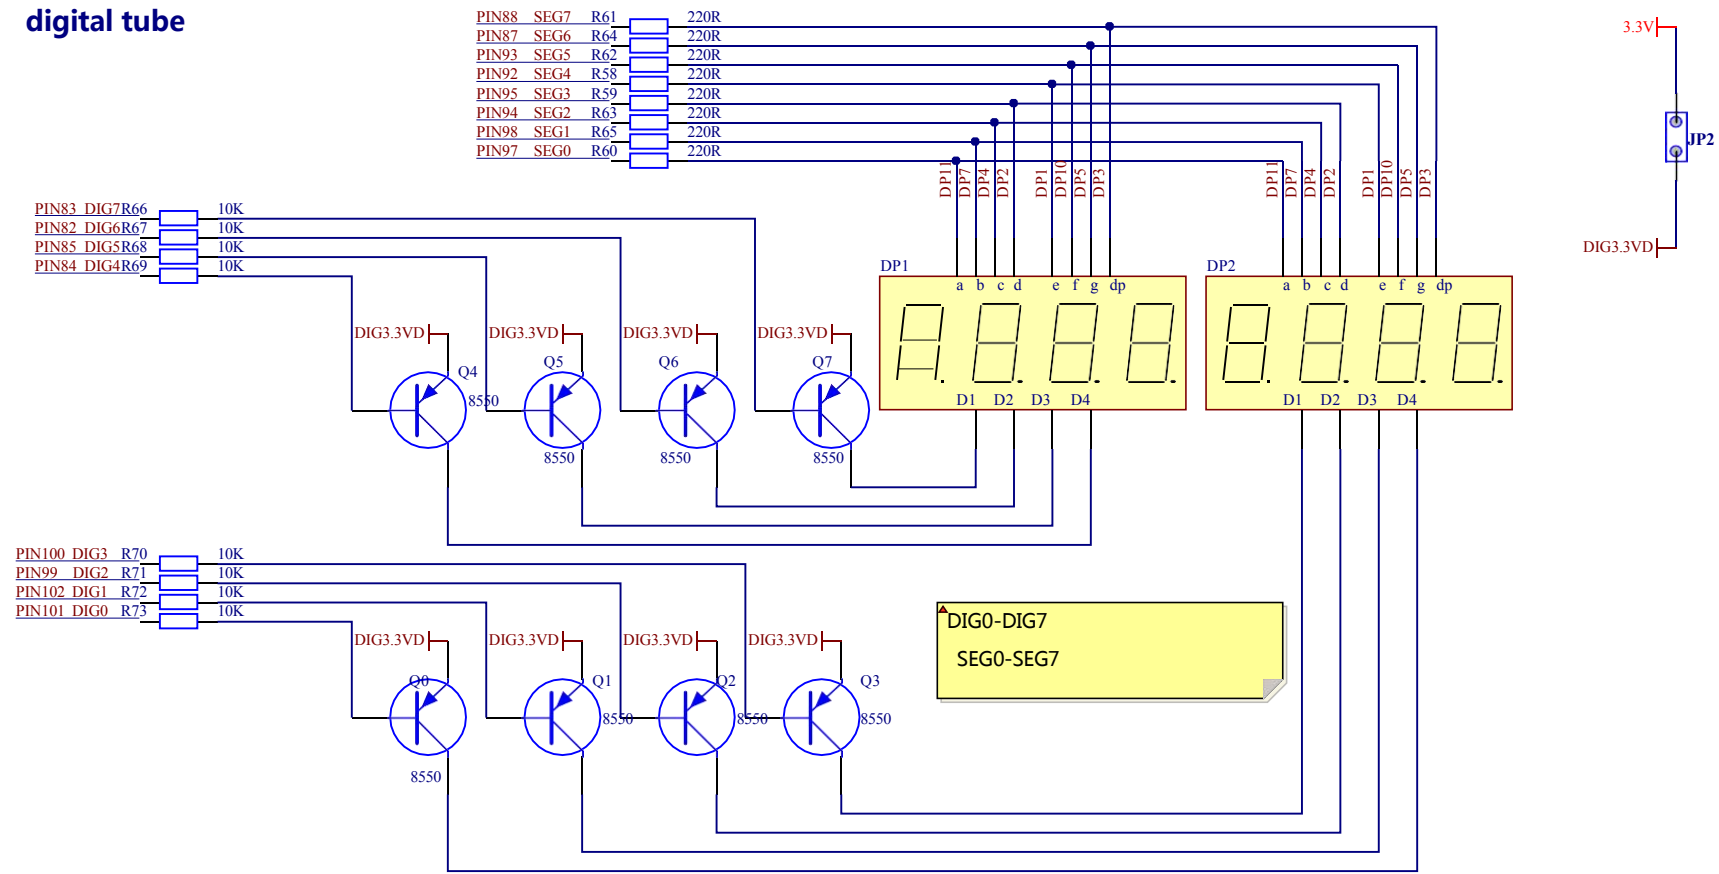 digital tube
PIN88 SEG7 R61 220R
PIN87 SEG6 R64 220R
PIN93 SEG5 R62 220R
PIN92 SEG4 R58 220R
PIN95 SEG3 R59 220R
PIN94 SEG2 R63 220R
PIN98 SEG1 R65 220R
PIN97 SEG0 R60 220R
3.3V
JP2
DIG3.3VD
DP11 DP7 DP4 DP2 DP1 DP10 DP5 DP3
DP11 DP7 DP4 DP2 DP1 DP10 DP5 DP3
PIN83 DIG7 R66 10K
PIN82 DIG6 R67 10K
PIN85 DIG5 R68 10K
PIN84 DIG4 R69 10K
DP1
a b c d e f g dp
D1 D2 D3 D4
DP2
a b c d e f g dp
D1 D2 D3 D4
DIG3.3VD DIG3.3VD DIG3.3VD DIG3.3VD
Q4 Q5 Q6 Q7
8550 8550 8550 8550
PIN100 DIG3 R70 10K
PIN99 DIG2 R71 10K
PIN102 DIG1 R72 10K
PIN101 DIG0 R73 10K
DIG3.3VD DIG3.3VD DIG3.3VD DIG3.3VD
Q0 Q1 Q2 Q3
8550 8550 8550 8550
DIG0-DIG7
SEG0-SEG7